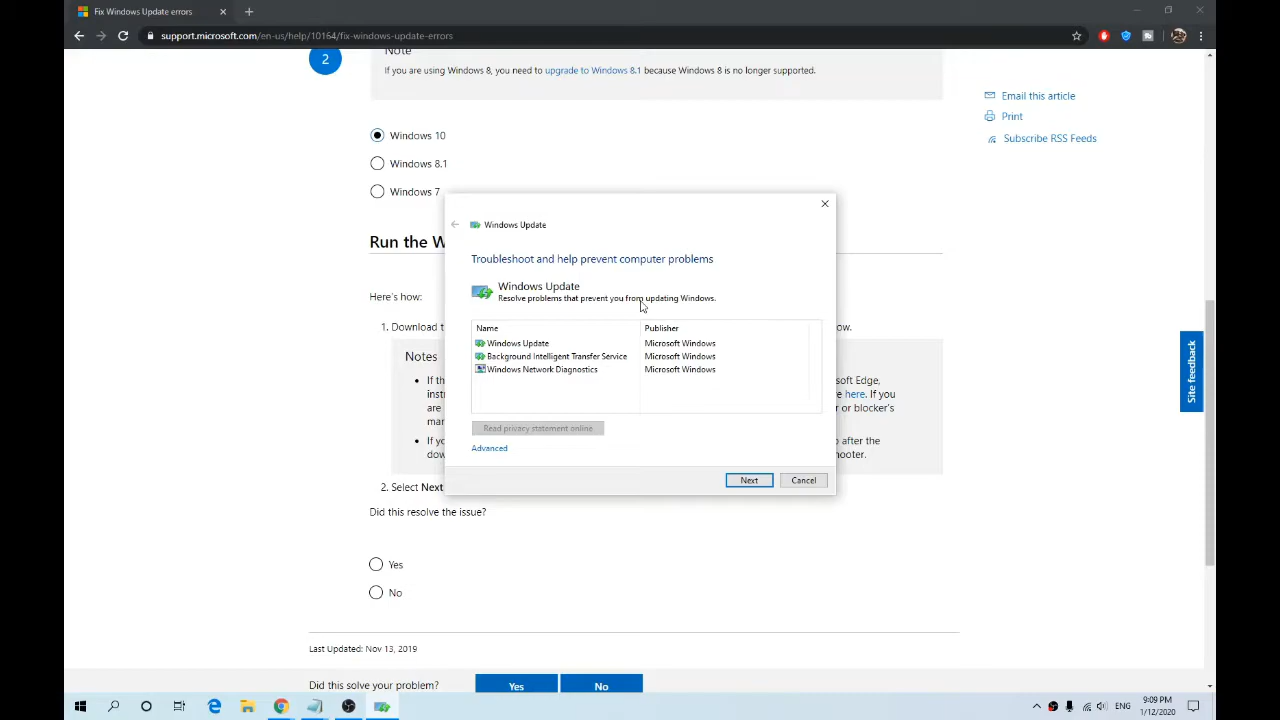 Fix Windows Update errors
support.microsoft.com/en-us/help/10164/fix-windows-update-errors
2
Note
If you are using Windows 8, you need to upgrade to Windows 8.1 because Windows 8 is no longer supported.
Email this article
Print
Subscribe RSS Feeds
Windows 10
Windows 8.1
Windows 7
Run the W
Here's how:
1. Download t
ow.
Notes
If th
osoft Edge,
instr
e here. If you
are
r or blocker's
mar
If yo
o after the
dow
hooter.
2. Select Next
Did this resolve the issue?
Yes
No
Last Updated: Nov 13, 2019
Did this solve your problem?
Yes
No
Site feedback
Windows Update
Troubleshoot and help prevent computer problems
Windows Update
Resolve problems that prevent you from updating Windows.
Name
Publisher
Windows Update
Microsoft Windows
Background Intelligent Transfer Service
Microsoft Windows
Windows Network Diagnostics
Microsoft Windows
Read privacy statement online
Advanced
Next
Cancel
ENG
9:09 PM
1/12/2020